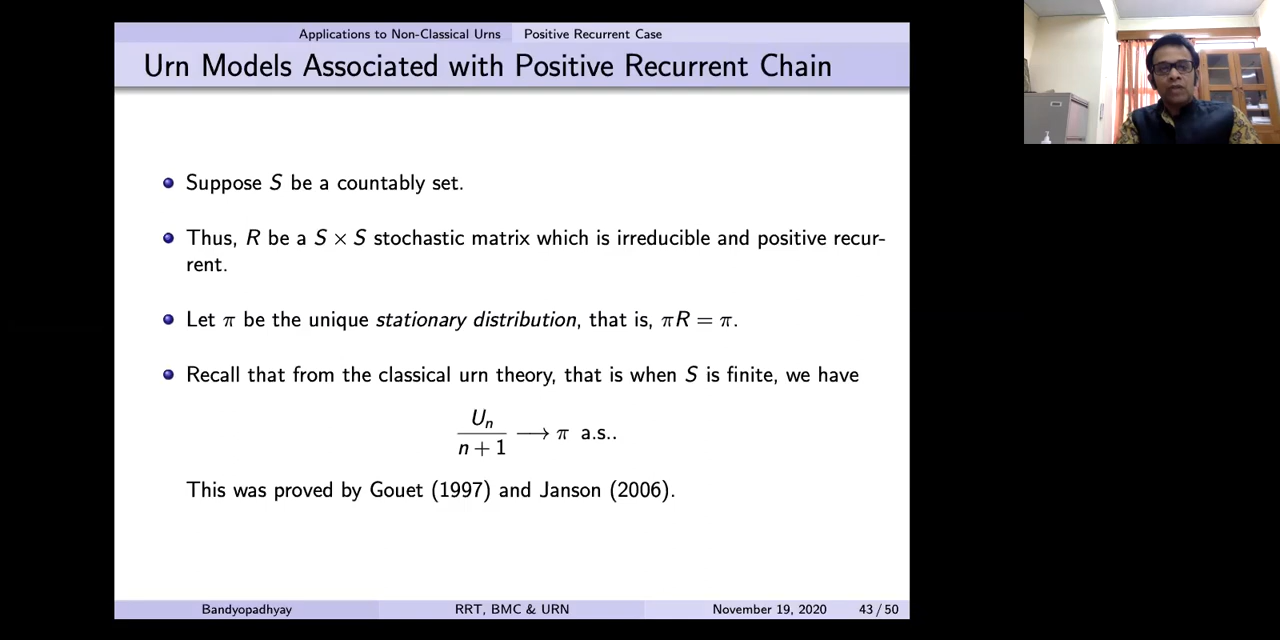 Applications to Non-Classical Urns Positive Recurrent Case
Urn Models Associated with Positive Recurrent Chain
Suppose S be a countably set.
Thus, R be a S × S stochastic matrix which is irreducible and positive recur-
rent.
Let π be the unique stationary distribution, that is, πR = π.
Recall that from the classical urn theory, that is when S is finite, we have
Uₙ
n + 1 ⟶ π a.s..
This was proved by Gouet (1997) and Janson (2006).
Bandyopadhyay RRT, BMC & URN November 19, 2020 43 / 50